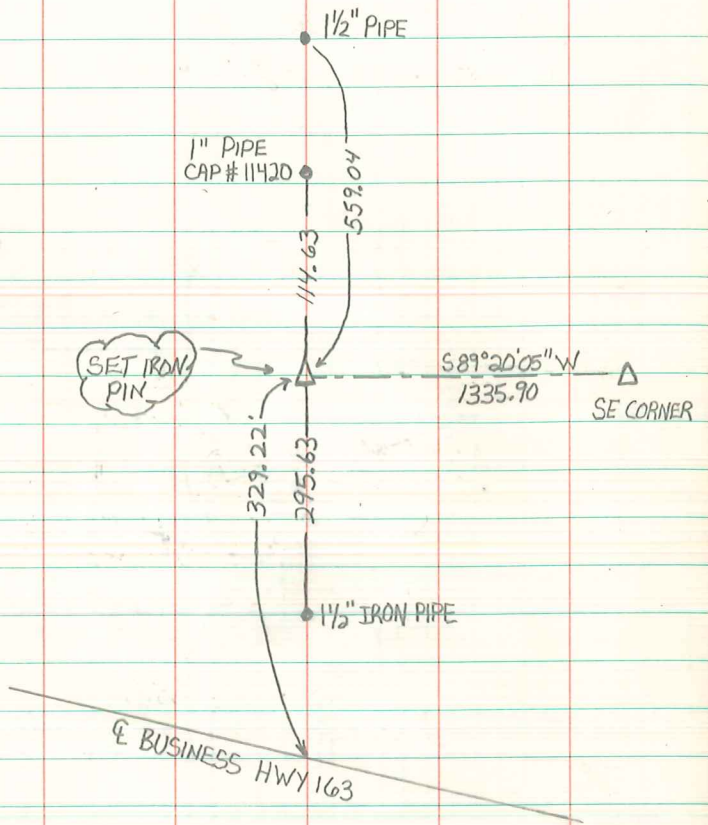 1½" PIPE
1" PIPE
CAP # 11420
559.04
114.63
SET IRON
PIN
S89°20'05"W
1335.90
SE CORNER
329.22'
295.63
1½" IRON PIPE
℄ BUSINESS HWY 163